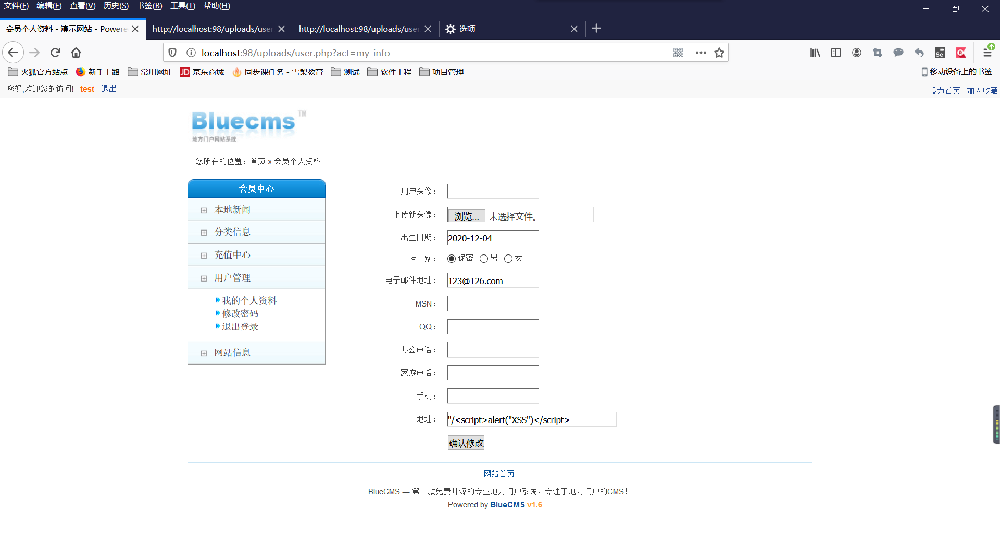 文件(F) 编辑(E) 查看(V) 历史(S) 书签(B) 工具(T) 帮助(H)
会员个人资料 - 演示网站 - Powere http://localhost:98/uploads/user http://localhost:98/uploads/user 选项
localhost:98/uploads/user.php?act=my_info
火狐官方站点 新手上路 常用网址 JD 京东商城 同步课任务 - 雪梨教育 测试 软件工程 项目管理 移动设备上的书签
您好,欢迎您的访问! test 退出 设为首页 加入收藏
Bluecms TM
地方门户网站系统
您所在的位置：首页 » 会员个人资料
会员中心
本地新闻
分类信息
充值中心
用户管理
我的个人资料
修改密码
退出登录
网站信息
用户头像：
上传新头像： 浏览... 未选择文件。
出生日期： 2020-12-04
性 别： 保密 男 女
电子邮件地址： 123@126.com
MSN：
QQ：
办公电话：
家庭电话：
手机：
地址： "/<script>alert("XSS")</script>
确认修改
网站首页
BlueCMS — 第一款免费开源的专业地方门户系统，专注于地方门户的CMS！
Powered by BlueCMS v1.6